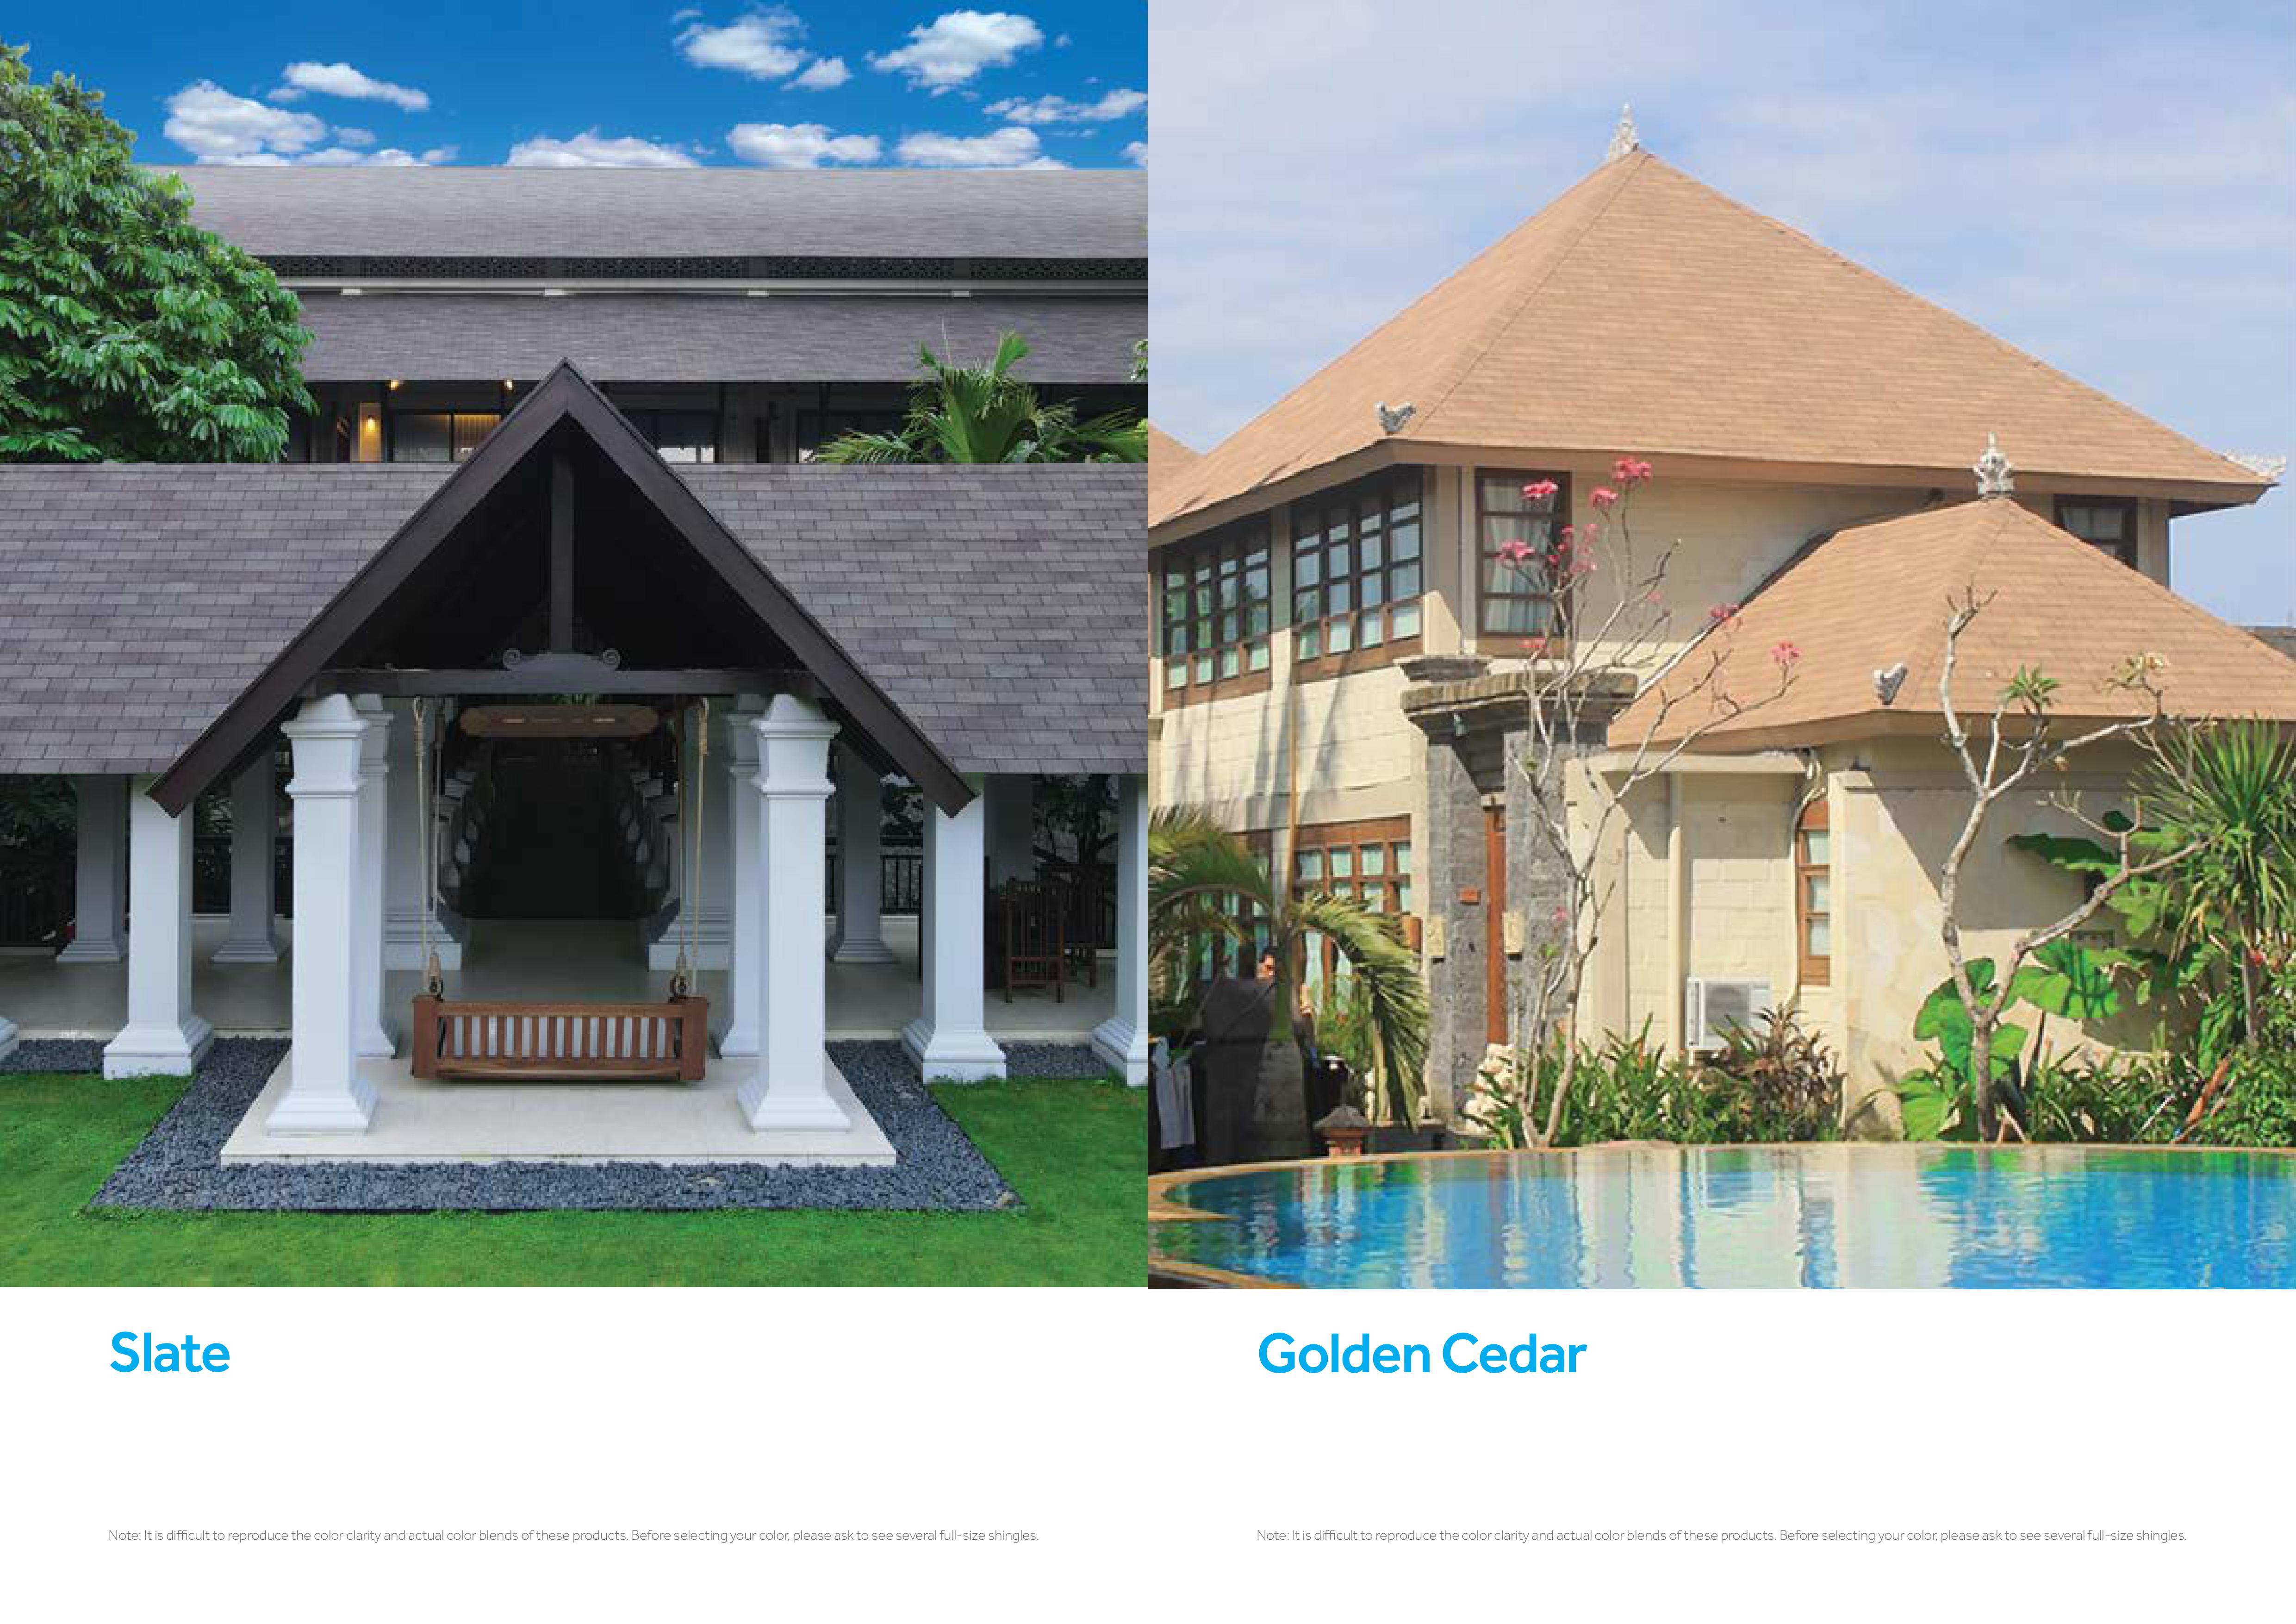 Slate
Golden Cedar
Note: It is difficult to reproduce the color clarity and actual color blends of these products. Before selecting your color, please ask to see several full-size shingles.
Note: It is difficult to reproduce the color clarity and actual color blends of these products. Before selecting your color, please ask to see several full-size shingles.